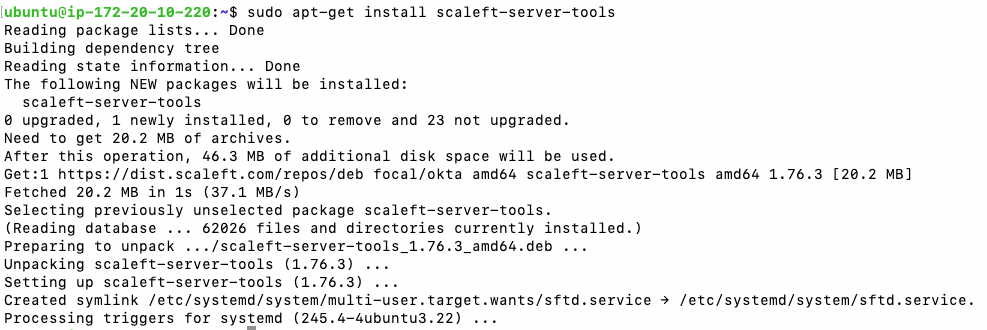 ubuntu@ip-172-20-10-220:~$ sudo apt-get install scaleft-server-tools
Reading package lists... Done
Building dependency tree
Reading state information... Done
The following NEW packages will be installed:
  scaleft-server-tools
0 upgraded, 1 newly installed, 0 to remove and 23 not upgraded.
Need to get 20.2 MB of archives.
After this operation, 46.3 MB of additional disk space will be used.
Get:1 https://dist.scaleft.com/repos/deb focal/okta amd64 scaleft-server-tools amd64 1.76.3 [20.2 MB]
Fetched 20.2 MB in 1s (37.1 MB/s)
Selecting previously unselected package scaleft-server-tools.
(Reading database ... 62026 files and directories currently installed.)
Preparing to unpack .../scaleft-server-tools_1.76.3_amd64.deb ...
Unpacking scaleft-server-tools (1.76.3) ...
Setting up scaleft-server-tools (1.76.3) ...
Created symlink /etc/systemd/system/multi-user.target.wants/sftd.service → /etc/systemd/system/sftd.service.
Processing triggers for systemd (245.4-4ubuntu3.22) ...